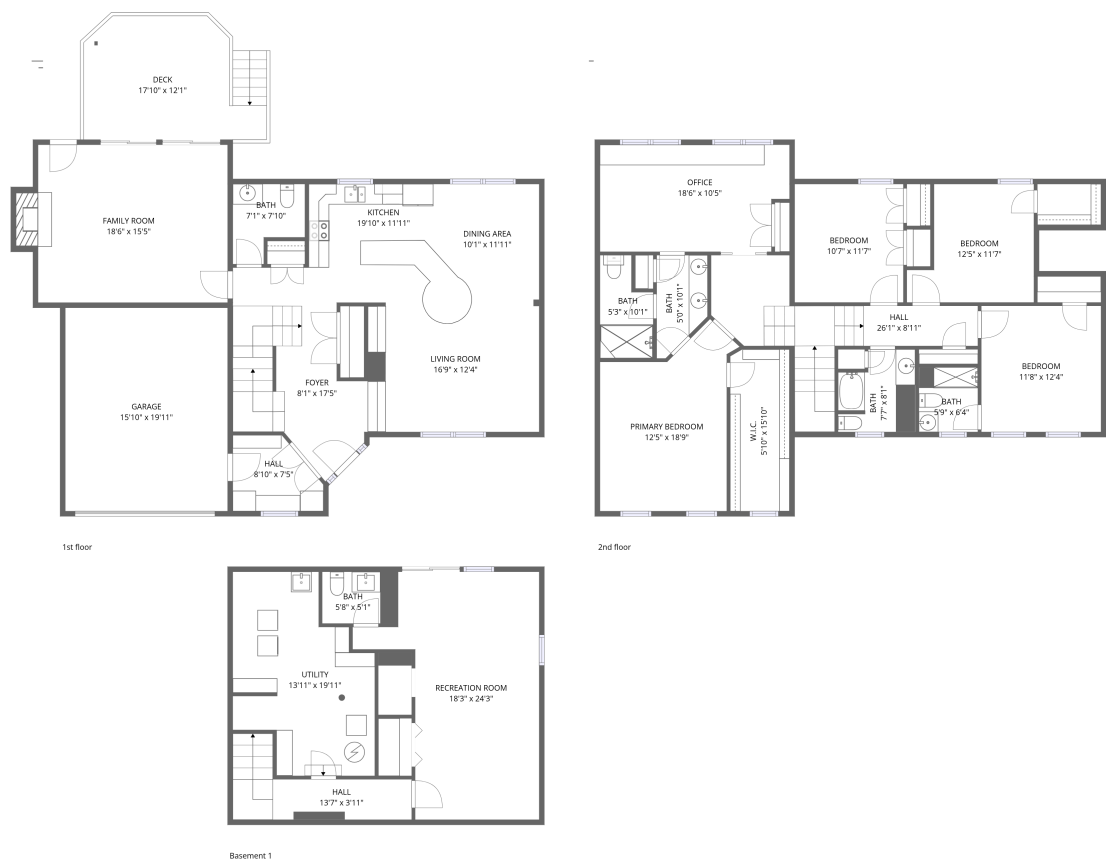 DECK
17'10" x 12'1"
FAMILY ROOM
18'6" x 15'5"
BATH
7'1" x 7'10"
KITCHEN
19'10" x 11'11"
DINING AREA
10'1" x 11'11"
LIVING ROOM
16'9" x 12'4"
FOYER
8'1" x 17'5"
GARAGE
15'10" x 19'11"
HALL
8'10" x 7'5"
1st floor
OFFICE
18'6" x 10'5"
BEDROOM
10'7" x 11'7"
BEDROOM
12'5" x 11'7"
BATH
5'3" x 10'1"
BATH
5'0" x 10'1"
HALL
26'1" x 8'11"
BEDROOM
11'8" x 12'4"
PRIMARY BEDROOM
12'5" x 18'9"
W.I.C.
5'10" x 15'10"
BATH
7'7" x 8'1"
BATH
5'9" x 6'4"
2nd floor
BATH
5'8" x 5'1"
UTILITY
13'11" x 19'11"
RECREATION ROOM
18'3" x 24'3"
HALL
13'7" x 3'11"
Basement 1